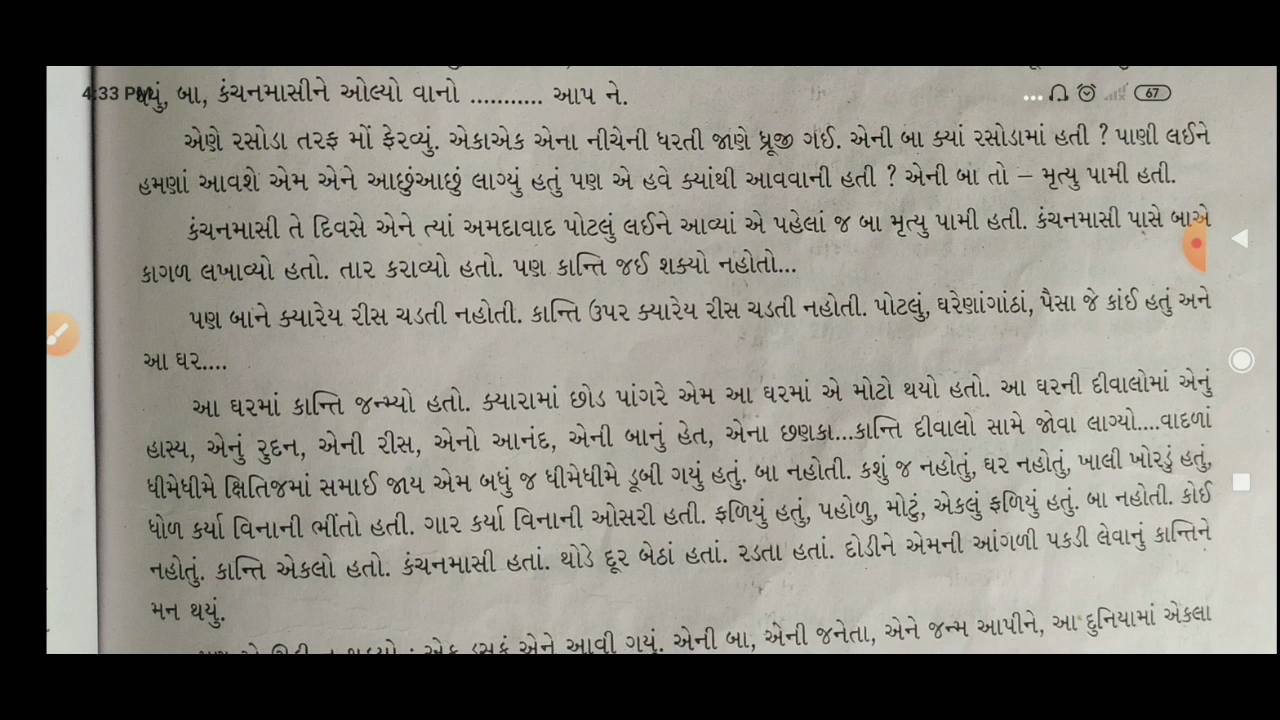 4:33 PM
67
થયું, બા, કંચનમાસીને ઓલ્યો વાનો ........... આપ ને.
એણે રસોડા તરફ મોં ફેરવ્યું. એકાએક એના નીચેની ધરતી જાણે ધ્રૂજી ગઈ. એની બા ક્યાં રસોડામાં હતી ? પાણી લઈને
હમણાં આવશે એમ એને આછુંઆછું લાગ્યું હતું પણ એ હવે ક્યાંથી આવવાની હતી ? એની બા તો – મૃત્યુ પામી હતી.
કંચનમાસી તે દિવસે એને ત્યાં અમદાવાદ પોટલું લઈને આવ્યાં એ પહેલાં જ બા મૃત્યુ પામી હતી. કંચનમાસી પાસે બાએ
કાગળ લખાવ્યો હતો. તાર કરાવ્યો હતો. પણ કાન્તિ જઈ શક્યો નહોતો...
પણ બાને ક્યારેય રીસ ચડતી નહોતી. કાન્તિ ઉપર ક્યારેય રીસ ચડતી નહોતી. પોટલું, ઘરેણાંગાંઠાં, પૈસા જે કાંઈ હતું અને
આ ઘર....
આ ઘરમાં કાન્તિ જન્મ્યો હતો. ક્યારામાં છોડ પાંગરે એમ આ ઘરમાં એ મોટો થયો હતો. આ ઘરની દીવાલોમાં એનું
હાસ્ય, એનું રુદન, એની રીસ, એનો આનંદ, એની બાનું હેત, એના છણકા...કાન્તિ દીવાલો સામે જોવા લાગ્યો....વાદળાં
ધીમેધીમે ક્ષિતિજમાં સમાઈ જાય એમ બધું જ ધીમેધીમે ડૂબી ગયું હતું. બા નહોતી. કશું જ નહોતું, ઘર નહોતું, ખાલી ખોરડું હતું,
ધોળ કર્યા વિનાની ભીંતો હતી. ગાર કર્યા વિનાની ઓસરી હતી. ફળિયું હતું, પહોળુ, મોટું, એકલું ફળિયું હતું. બા નહોતી. કોઈ
નહોતું. કાન્તિ એકલો હતો. કંચનમાસી હતાં. થોડે દૂર બેઠાં હતાં. રડતા હતાં. દોડીને એમની આંગળી પકડી લેવાનું કાન્તિને
મન થયું.
એને આવી ગયું. એની બા, એની જનેતા, એને જન્મ આપીને, આ દુનિયામાં એકલા